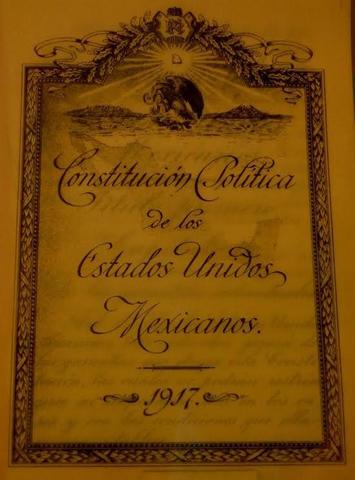 Constitución Política
de los
Estados Unidos
Mexicanos.
1917.